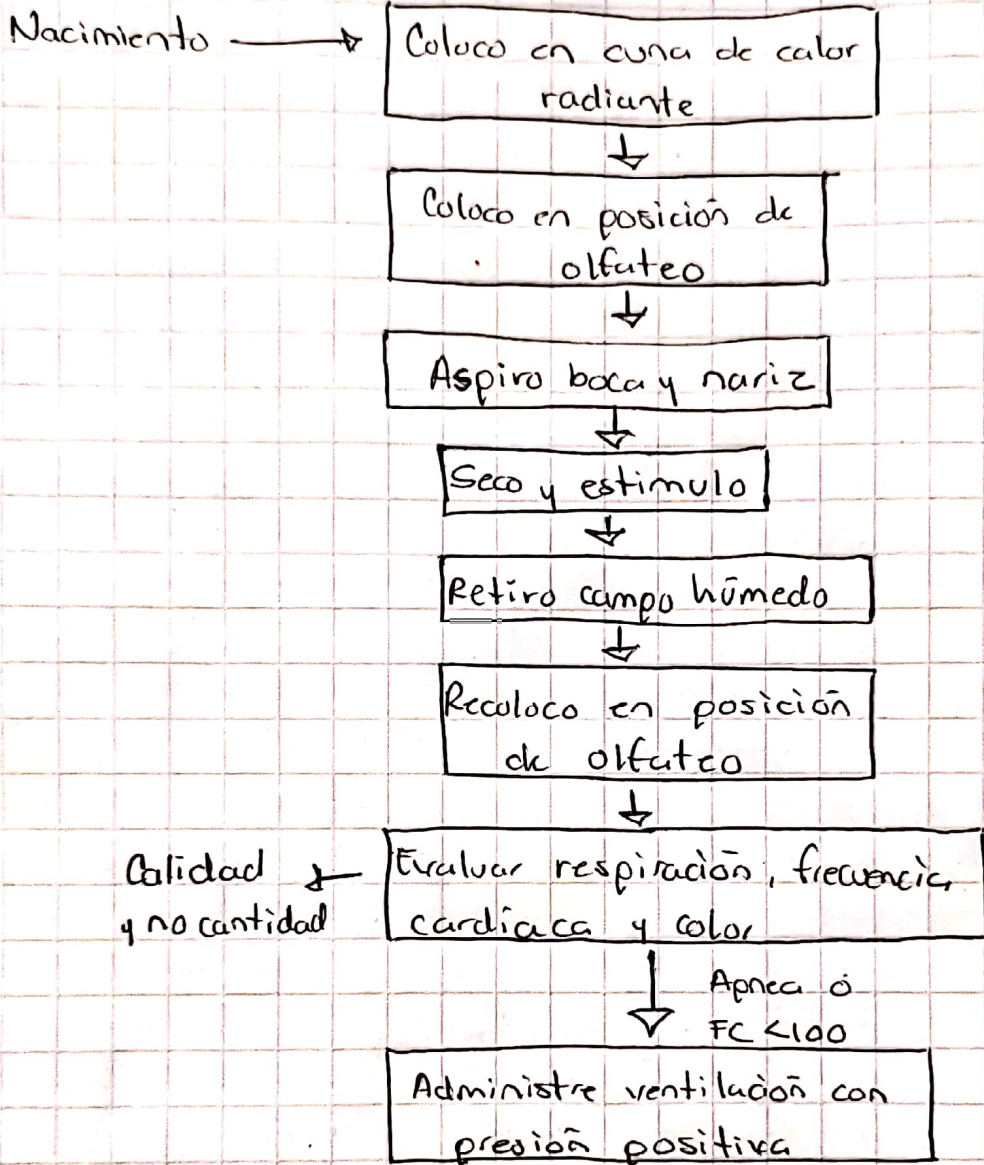 Nacimiento
Coloco en cuna de calor
radiante
Coloco en posición de
olfateo
Aspiro boca y nariz
Seco y estimulo
Retiro campo húmedo
Recoloco en posición
de olfateo
Evaluar respiración, frecuencia
cardíaca y color
Calidad
y no cantidad
Apnea ó
FC <100
Administre ventilación con
presión positiva